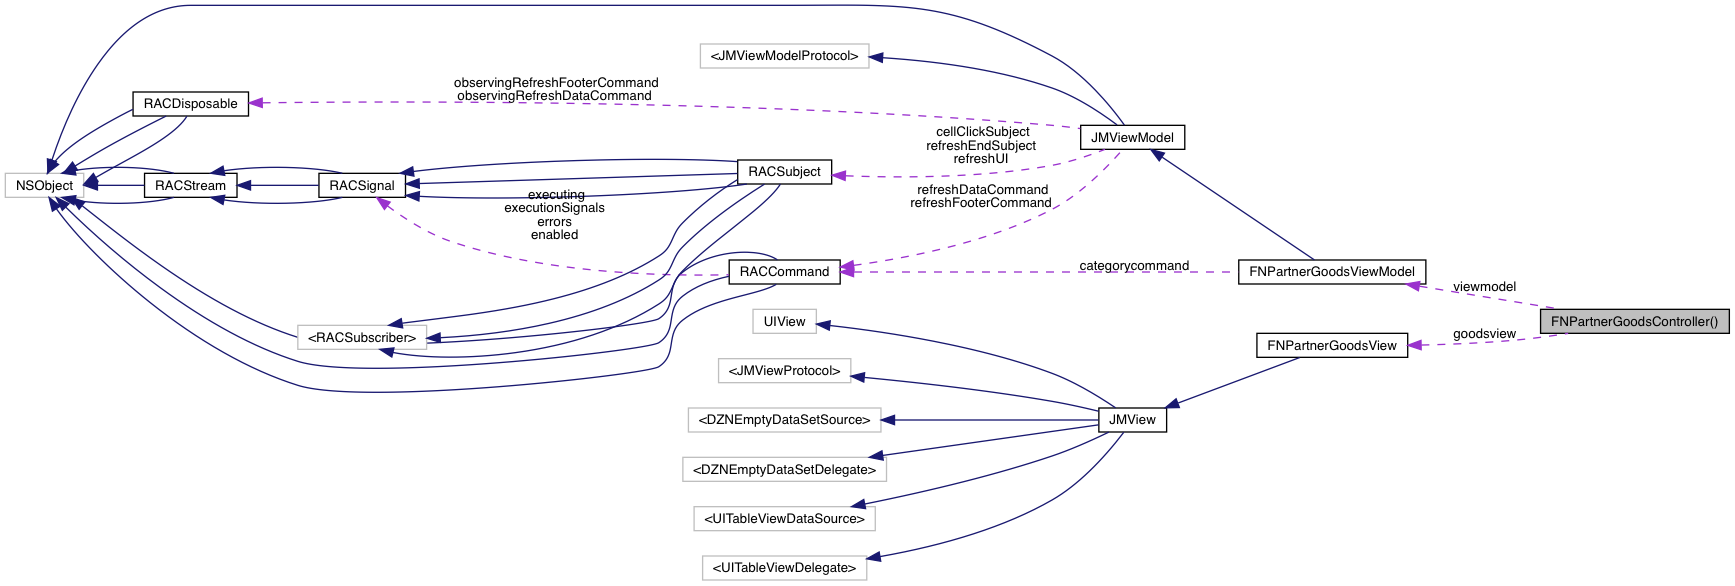 <JMViewModelProtocol>
observingRefreshFooterCommand
observingRefreshDataCommand
RACDisposable
cellClickSubject
refreshEndSubject
refreshUI
JMViewModel
NSObject
RACStream
RACSignal
RACSubject
executing
executionSignals
errors
enabled
refreshDataCommand
refreshFooterCommand
RACCommand
categorycommand
FNPartnerGoodsViewModel
viewmodel
FNPartnerGoodsController()
goodsview
FNPartnerGoodsView
<RACSubscriber>
UIView
<JMViewProtocol>
<DZNEmptyDataSetSource>
JMView
<DZNEmptyDataSetDelegate>
<UITableViewDataSource>
<UITableViewDelegate>